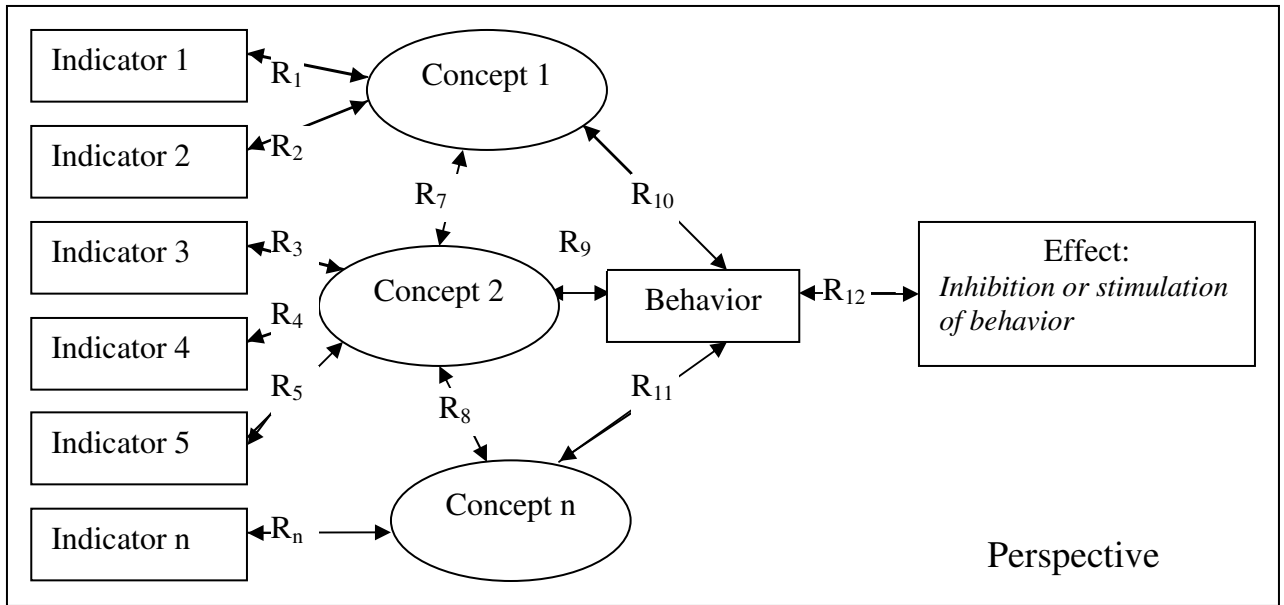 Indicator 1
R₁
Concept 1
Indicator 2
R₂
R₇
R₁₀
Indicator 3
R₃
R₉
Effect:
Concept 2
Behavior
R₁₂
Inhibition or stimulation
of behavior
R₄
Indicator 4
R₅
R₈
R₁₁
Indicator 5
Concept n
Indicator n
Rₙ
Perspective